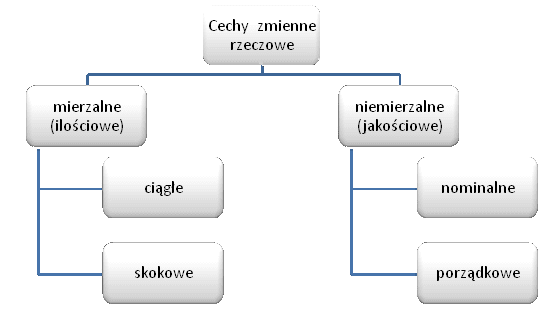 Cechy zmienne
rzeczowe
mierzalne
(ilościowe)
niemierzalne
(jakościowe)
ciągłe
nominalne
skokowe
porządkowe